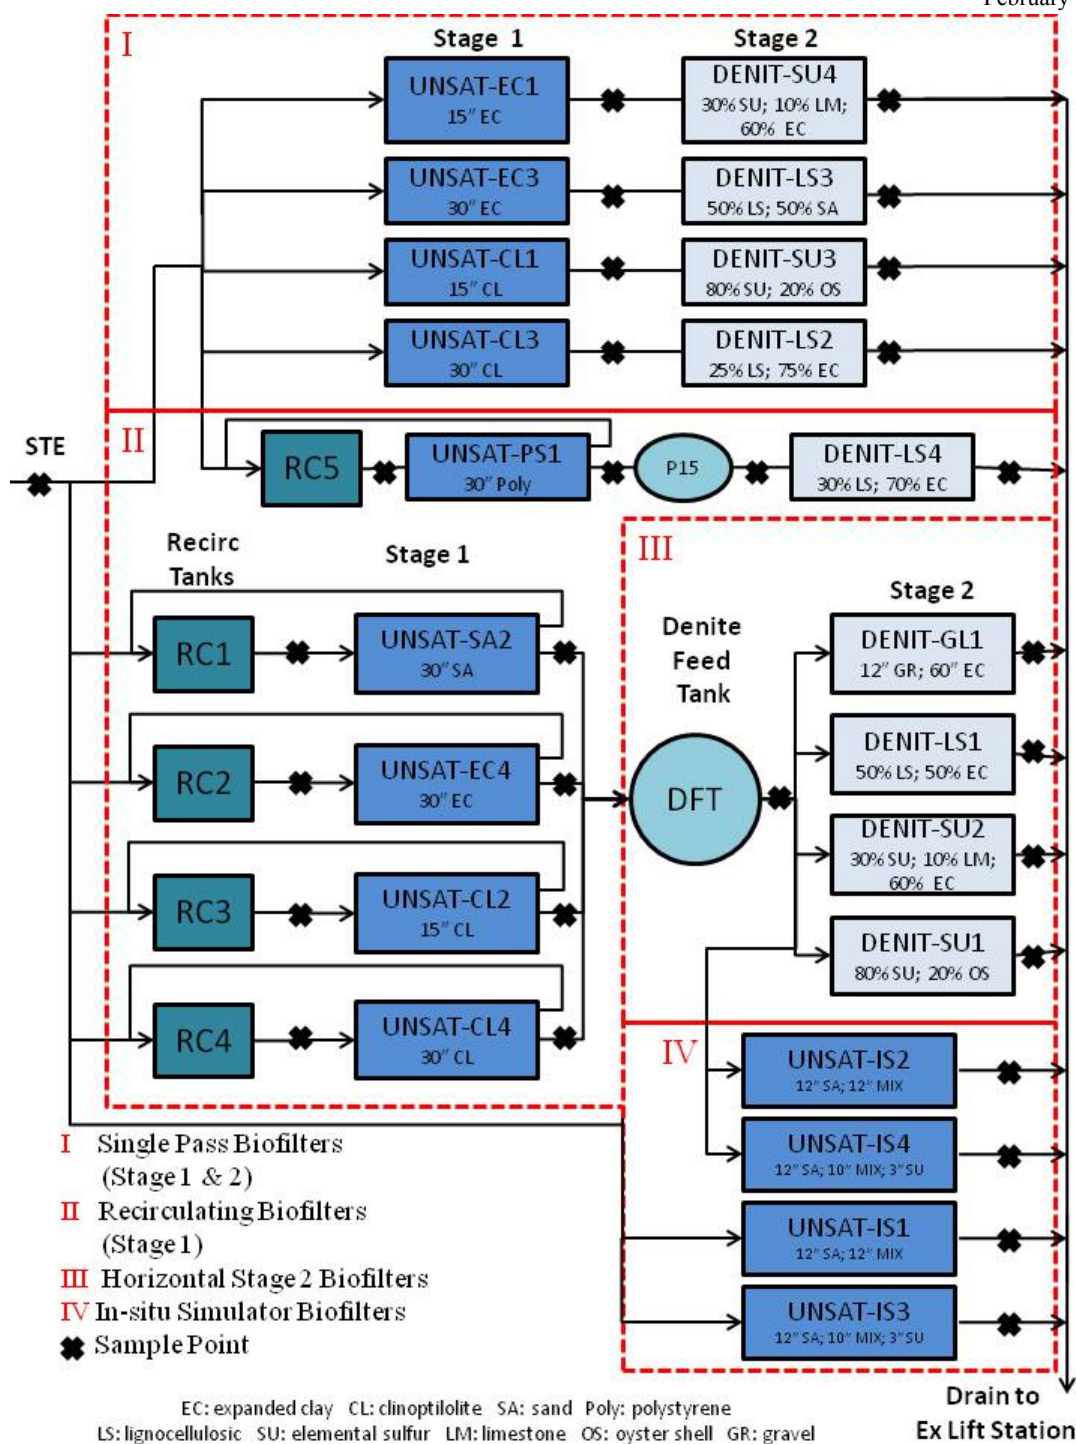 February
I
Stage 1
Stage 2
UNSAT-EC1
15" EC
DENIT-SU4
30% SU; 10% LM;
60% EC
UNSAT-EC3
30" EC
DENIT-LS3
50% LS; 50% SA
UNSAT-CL1
15" CL
DENIT-SU3
80% SU; 20% OS
UNSAT-CL3
30" CL
DENIT-LS2
25% LS; 75% EC
STE
II
RC5
UNSAT-PS1
30" Poly
P15
DENIT-LS4
30% LS; 70% EC
Recirc
Tanks
Stage 1
III
Denite
Feed
Tank
Stage 2
RC1
UNSAT-SA2
30" SA
DENIT-GL1
12" GR; 60" EC
RC2
UNSAT-EC4
30" EC
DFT
DENIT-LS1
50% LS; 50% EC
DENIT-SU2
30% SU; 10% LM;
60% EC
RC3
UNSAT-CL2
15" CL
DENIT-SU1
80% SU; 20% OS
RC4
UNSAT-CL4
30" CL
IV
UNSAT-IS2
12" SA; 12" MIX
UNSAT-IS4
12" SA; 10" MIX; 3" SU
UNSAT-IS1
12" SA; 12" MIX
UNSAT-IS3
12" SA; 10" MIX; 3" SU
I Single Pass Biofilters
(Stage 1 & 2)
II Recirculating Biofilters
(Stage 1)
III Horizontal Stage 2 Biofilters
IV In-situ Simulator Biofilters
Sample Point
Drain to
Ex Lift Station
EC: expanded clay CL: clinoptilolite SA: sand Poly: polystyrene
LS: lignocellulosic SU: elemental sulfur LM: limestone OS: oyster shell GR: gravel